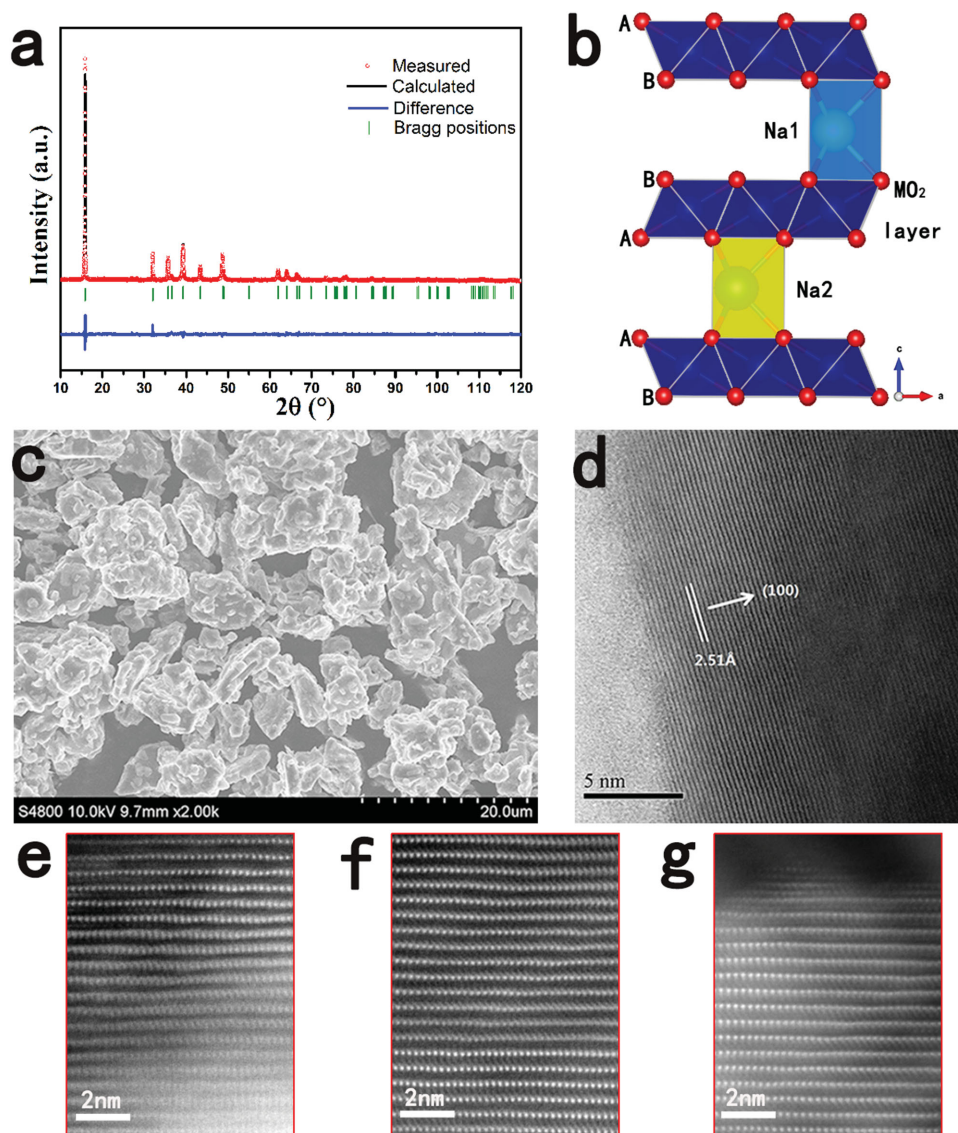 a
Intensity (a.u.)
Measured
Calculated
Difference
Bragg positions
10 20 30 40 50 60 70 80 90 100 110 120
2θ (°)
b
A
B
Na1
B
MO₂
A
layer
Na2
A
B
c
a
c
S4800 10.0kV 9.7mm x2.00k 20.0um
d
(100)
2.51Å
5 nm
e
2nm
f
2nm
g
2nm